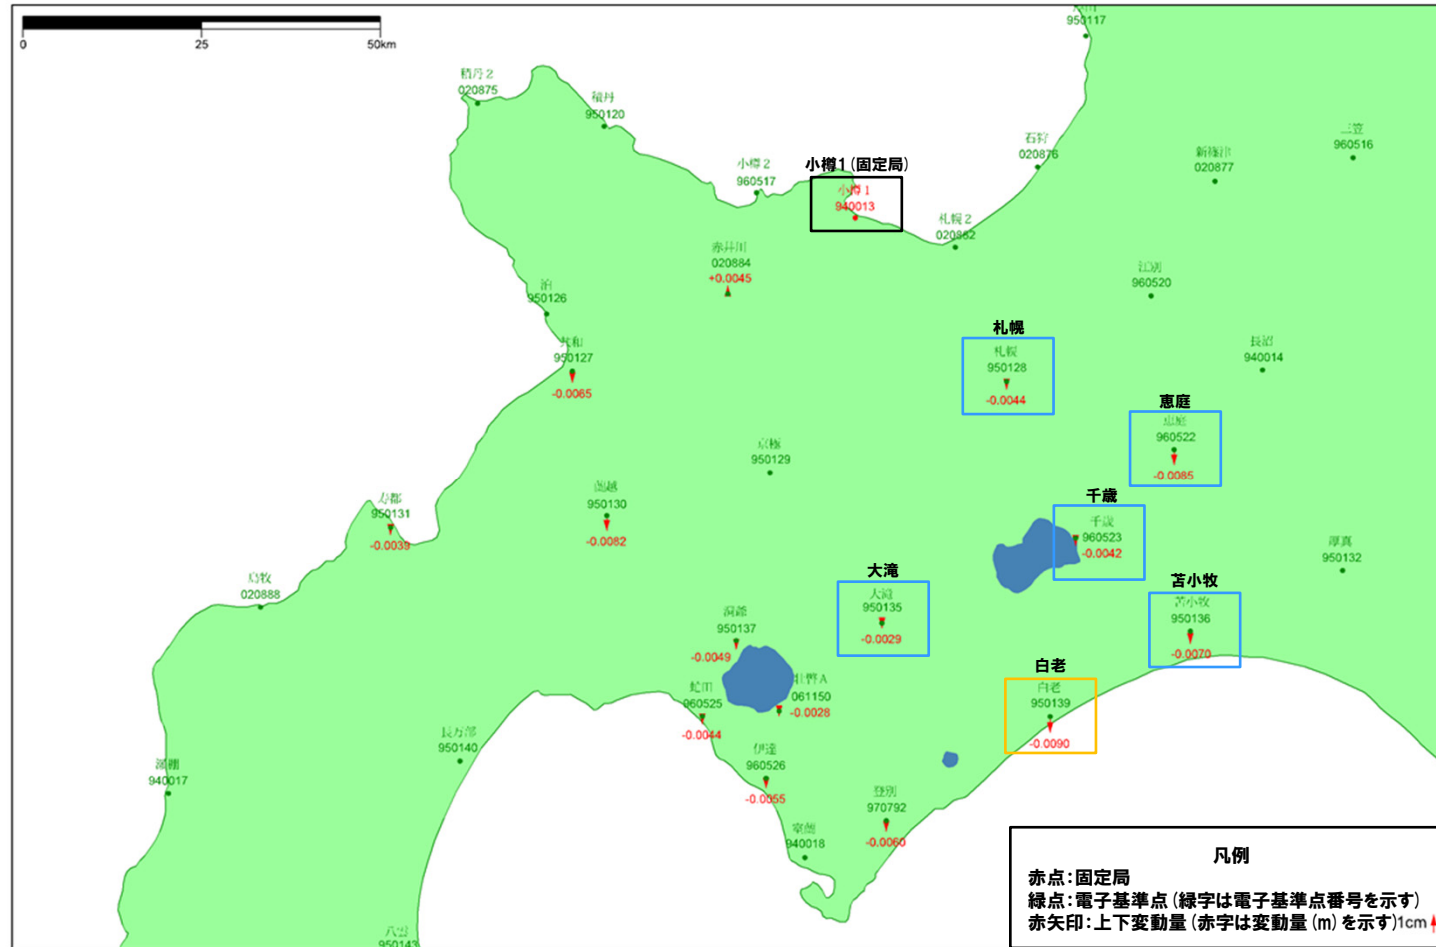 0
25
50km
950117
積丹2
020875
積丹
950120
小樽2
960517
小樽1(固定局)
小樽1
940013
石狩
020876
新篠津
020877
三笠
960516
札幌2
020882
赤井川
020884
+0.0045
泊
950126
江別
960520
共和
950127
-0.0065
札幌
札幌
950128
-0.0044
長沼
940014
恵庭
恵庭
960522
-0.0085
京極
950129
蘭越
950130
-0.0082
寿都
950131
-0.0039
千歳
千歳
960523
-0.0042
厚真
950132
島牧
020888
大滝
大滝
950135
-0.0029
苫小牧
苫小牧
950136
-0.0070
洞爺
950137
-0.0049
壮瞥A
061150
-0.0028
虻田
960525
-0.0044
白老
白老
950139
-0.0090
長万部
950140
伊達
960526
-0.0055
瀬棚
940017
登別
970792
-0.0060
室蘭
940018
八雲
950143
凡例
赤点:固定局
緑点:電子基準点(緑字は電子基準点番号を示す)
赤矢印:上下変動量(赤字は変動量(m)を示す)1cm